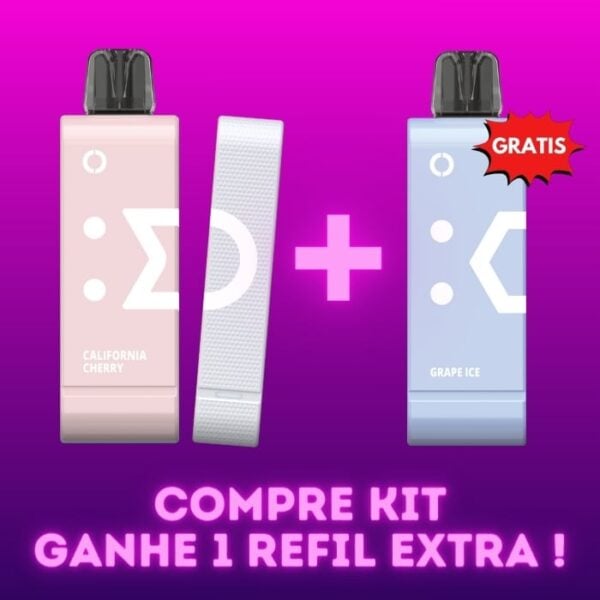 GRATIS
CALIFORNIA
CHERRY
GRAPE ICE
COMPRE KIT
GANHE 1 REFIL EXTRA !